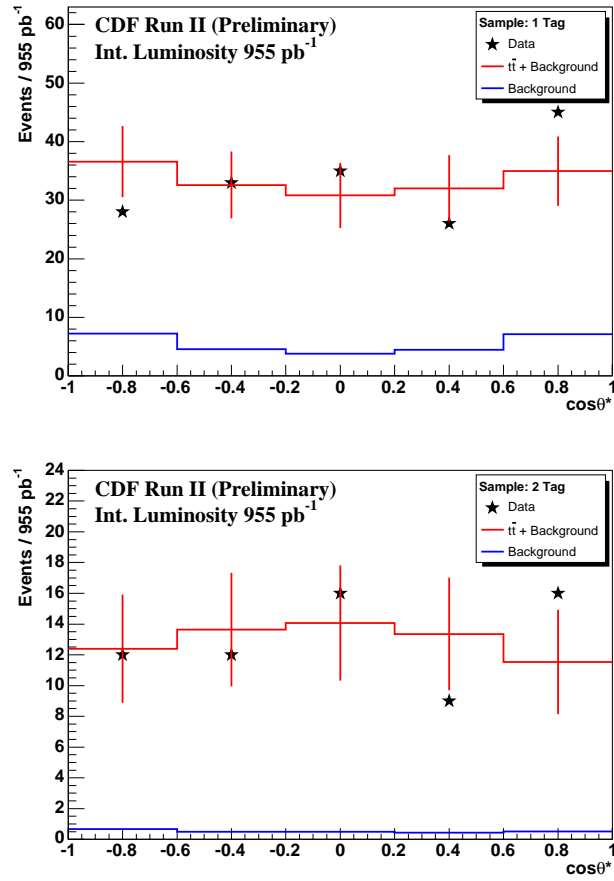 CDF Run II (Preliminary)
Int. Luminosity 955 pb⁻¹
Sample: 1 Tag
Data
tt̄ + Background
Background
Events / 955 pb⁻¹
60
50
40
30
20
10
0
-1 -0.8 -0.6 -0.4 -0.2 0 0.2 0.4 0.6 0.8 1
cosθ*
CDF Run II (Preliminary)
Int. Luminosity 955 pb⁻¹
Sample: 2 Tag
Data
tt̄ + Background
Background
Events / 955 pb⁻¹
24
22
20
18
16
14
12
10
8
6
4
2
0
-1 -0.8 -0.6 -0.4 -0.2 0 0.2 0.4 0.6 0.8 1
cosθ*